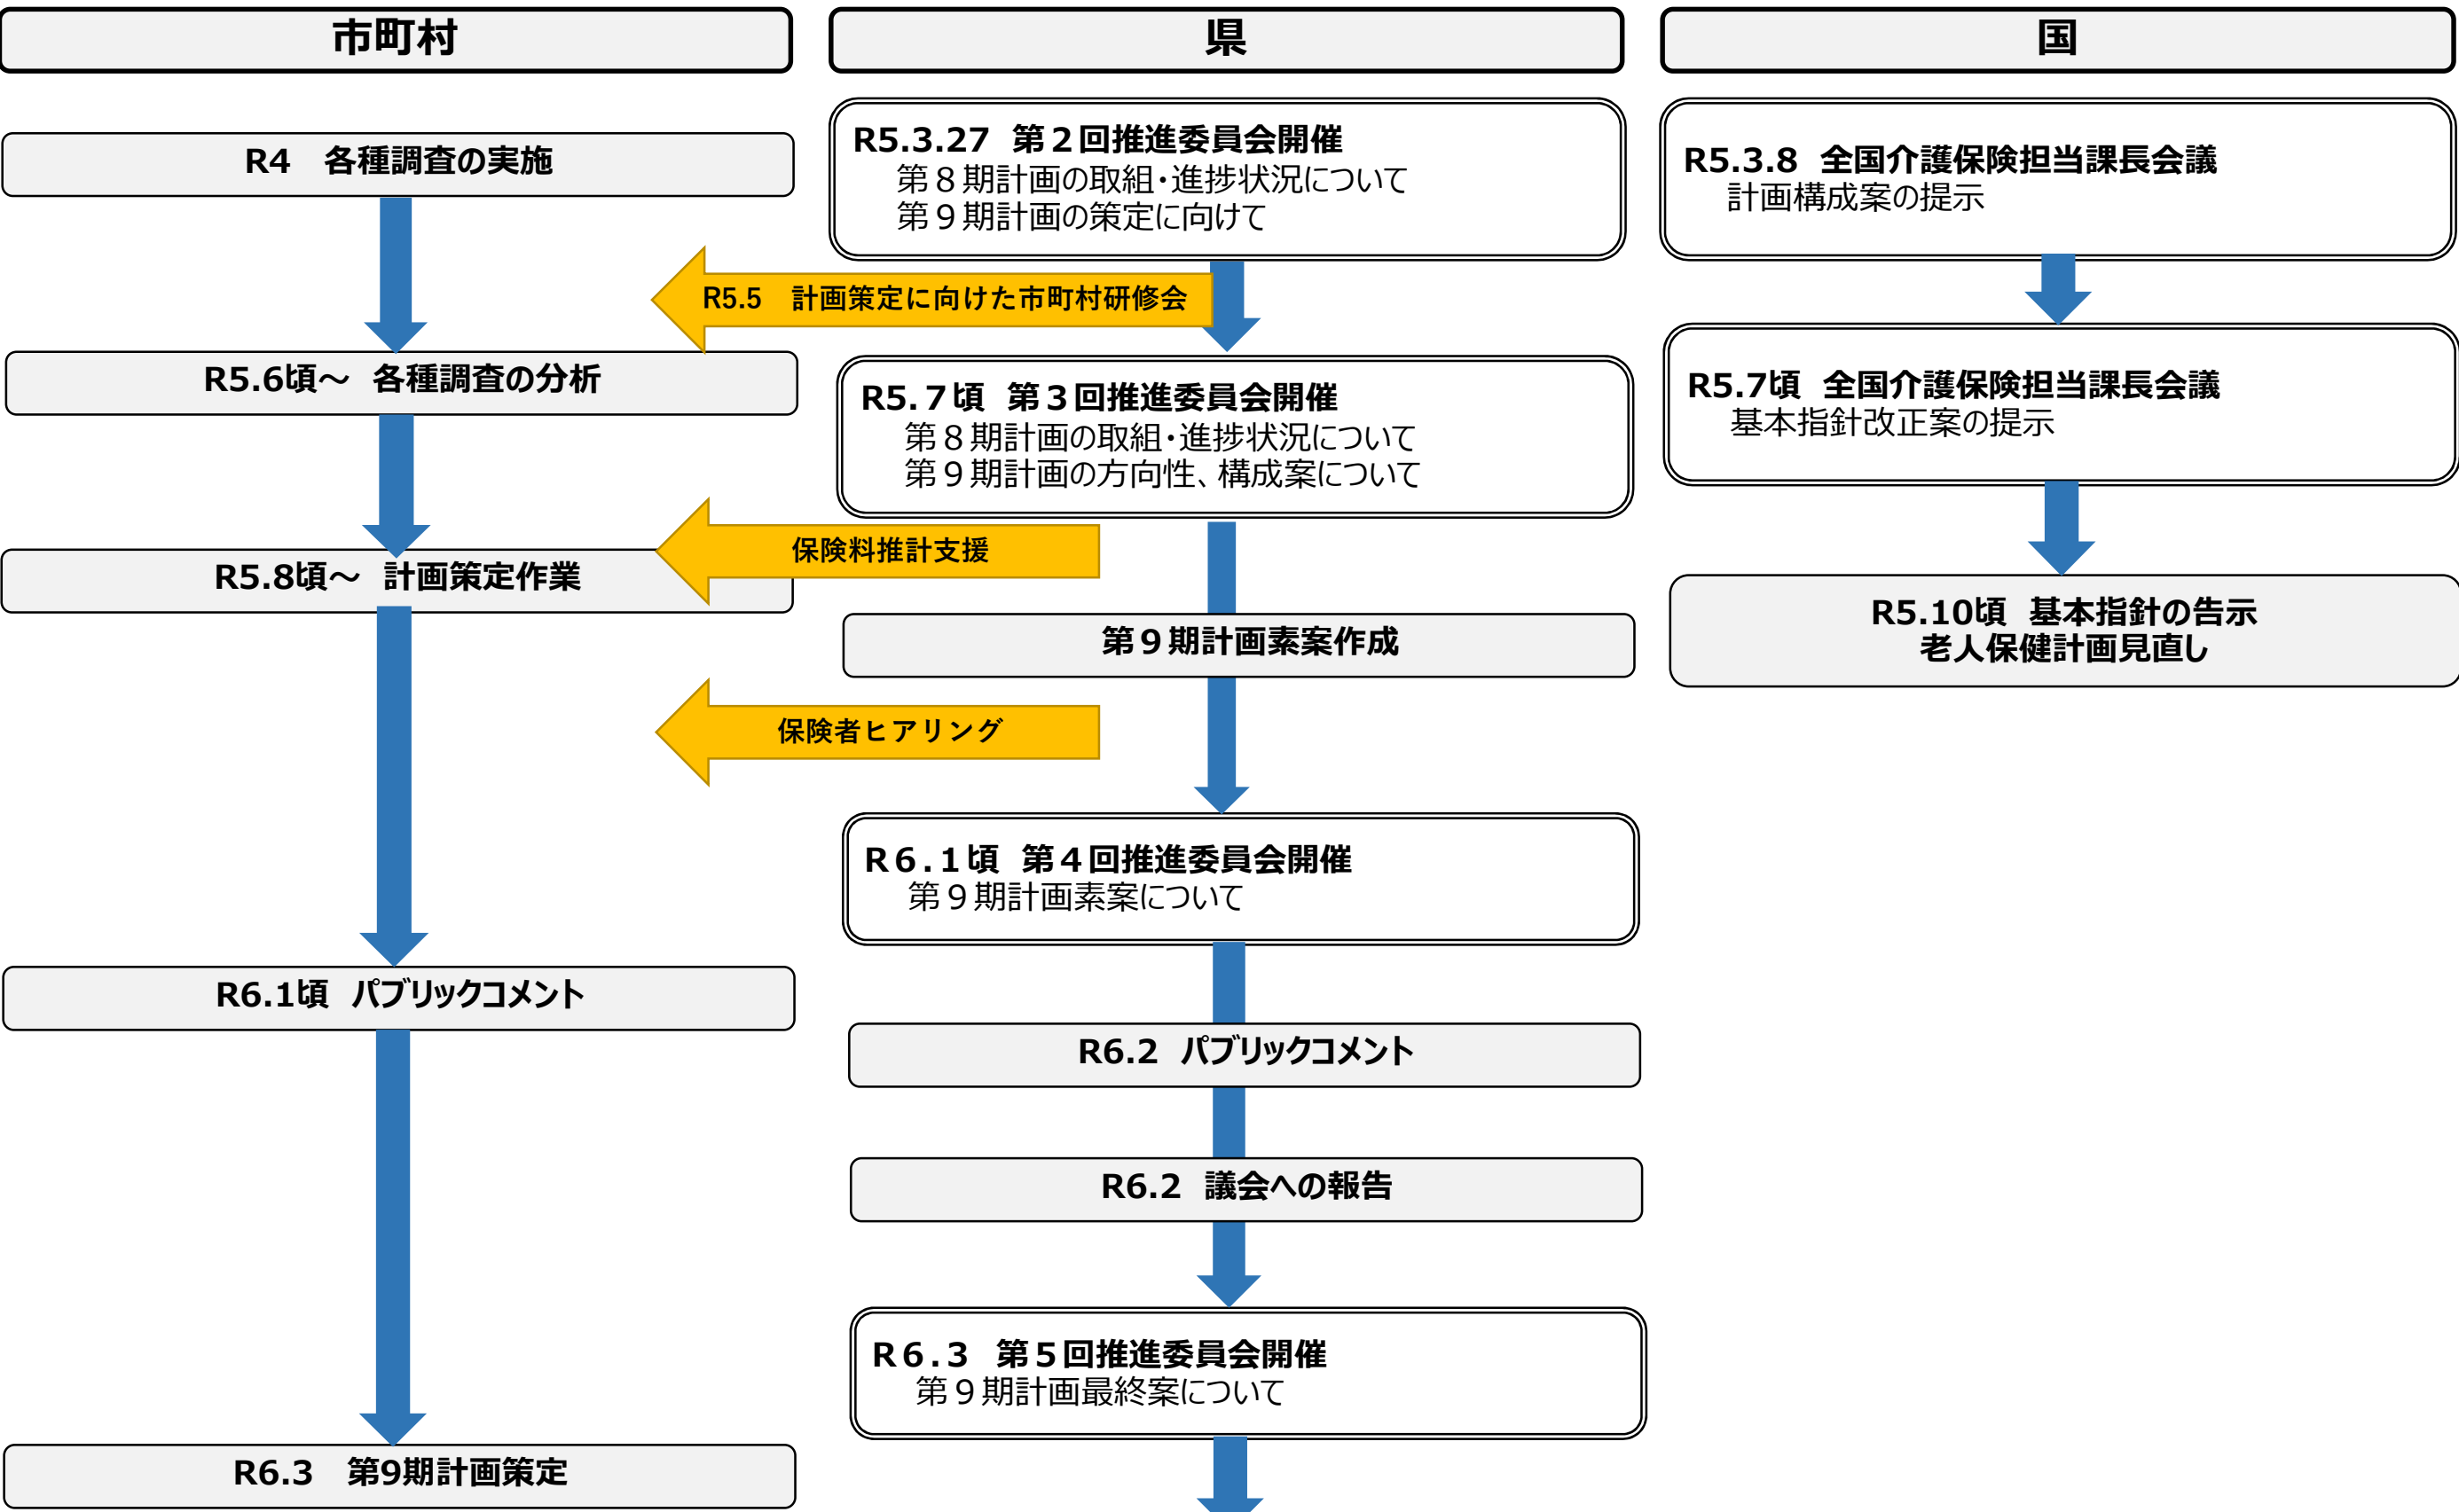 市町村
県
国
R4　各種調査の実施
R5.6頃～ 各種調査の分析
R5.8頃～ 計画策定作業
R6.1頃 パブリックコメント
R6.3　第9期計画策定
R5.3.27 第２回推進委員会開催
第８期計画の取組・進捗状況について
第９期計画の策定に向けて
R5.5　計画策定に向けた市町村研修会
R5.７頃 第３回推進委員会開催
第８期計画の取組・進捗状況について
第９期計画の方向性、構成案について
保険料推計支援
第９期計画素案作成
保険者ヒアリング
R６.１頃 第４回推進委員会開催
第９期計画素案について
R6.2 パブリックコメント
R6.2 議会への報告
R６.３ 第５回推進委員会開催
第９期計画最終案について
R5.3.8 全国介護保険担当課長会議
計画構成案の提示
R5.7頃 全国介護保険担当課長会議
基本指針改正案の提示
R5.10頃 基本指針の告示
老人保健計画見直し